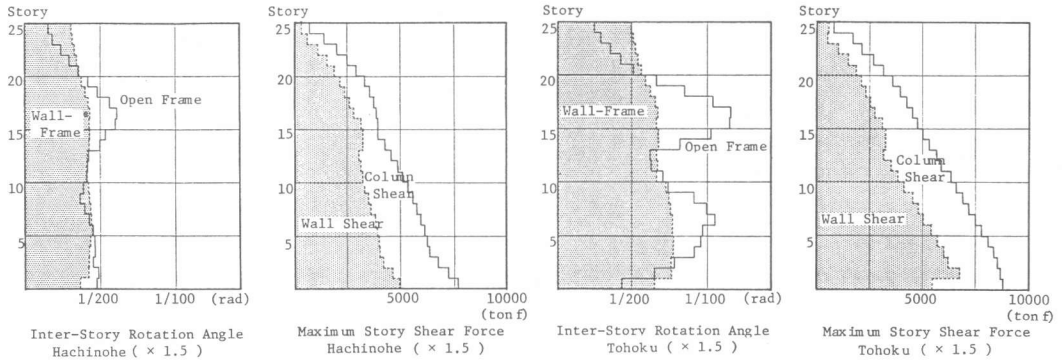 Story
25
20
15
10
5
Wall-
Frame
Open Frame
1/200 1/100 (rad)
Inter-Story Rotation Angle
Hachinohe ( × 1.5 )
Story
25
20
15
10
5
Column
Shear
Wall Shear
5000 10000
(ton f)
Maximum Story Shear Force
Hachinohe ( × 1.5 )
Story
25
20
15
10
5
Wall-Frame
Open Frame
1/200 1/100 (rad)
Inter-Story Rotation Angle
Tohoku ( × 1.5 )
Story
25
20
15
10
5
Column
Shear
Wall Shear
5000 10000
(ton f)
Maximum Story Shear Force
Tohoku ( × 1.5 )